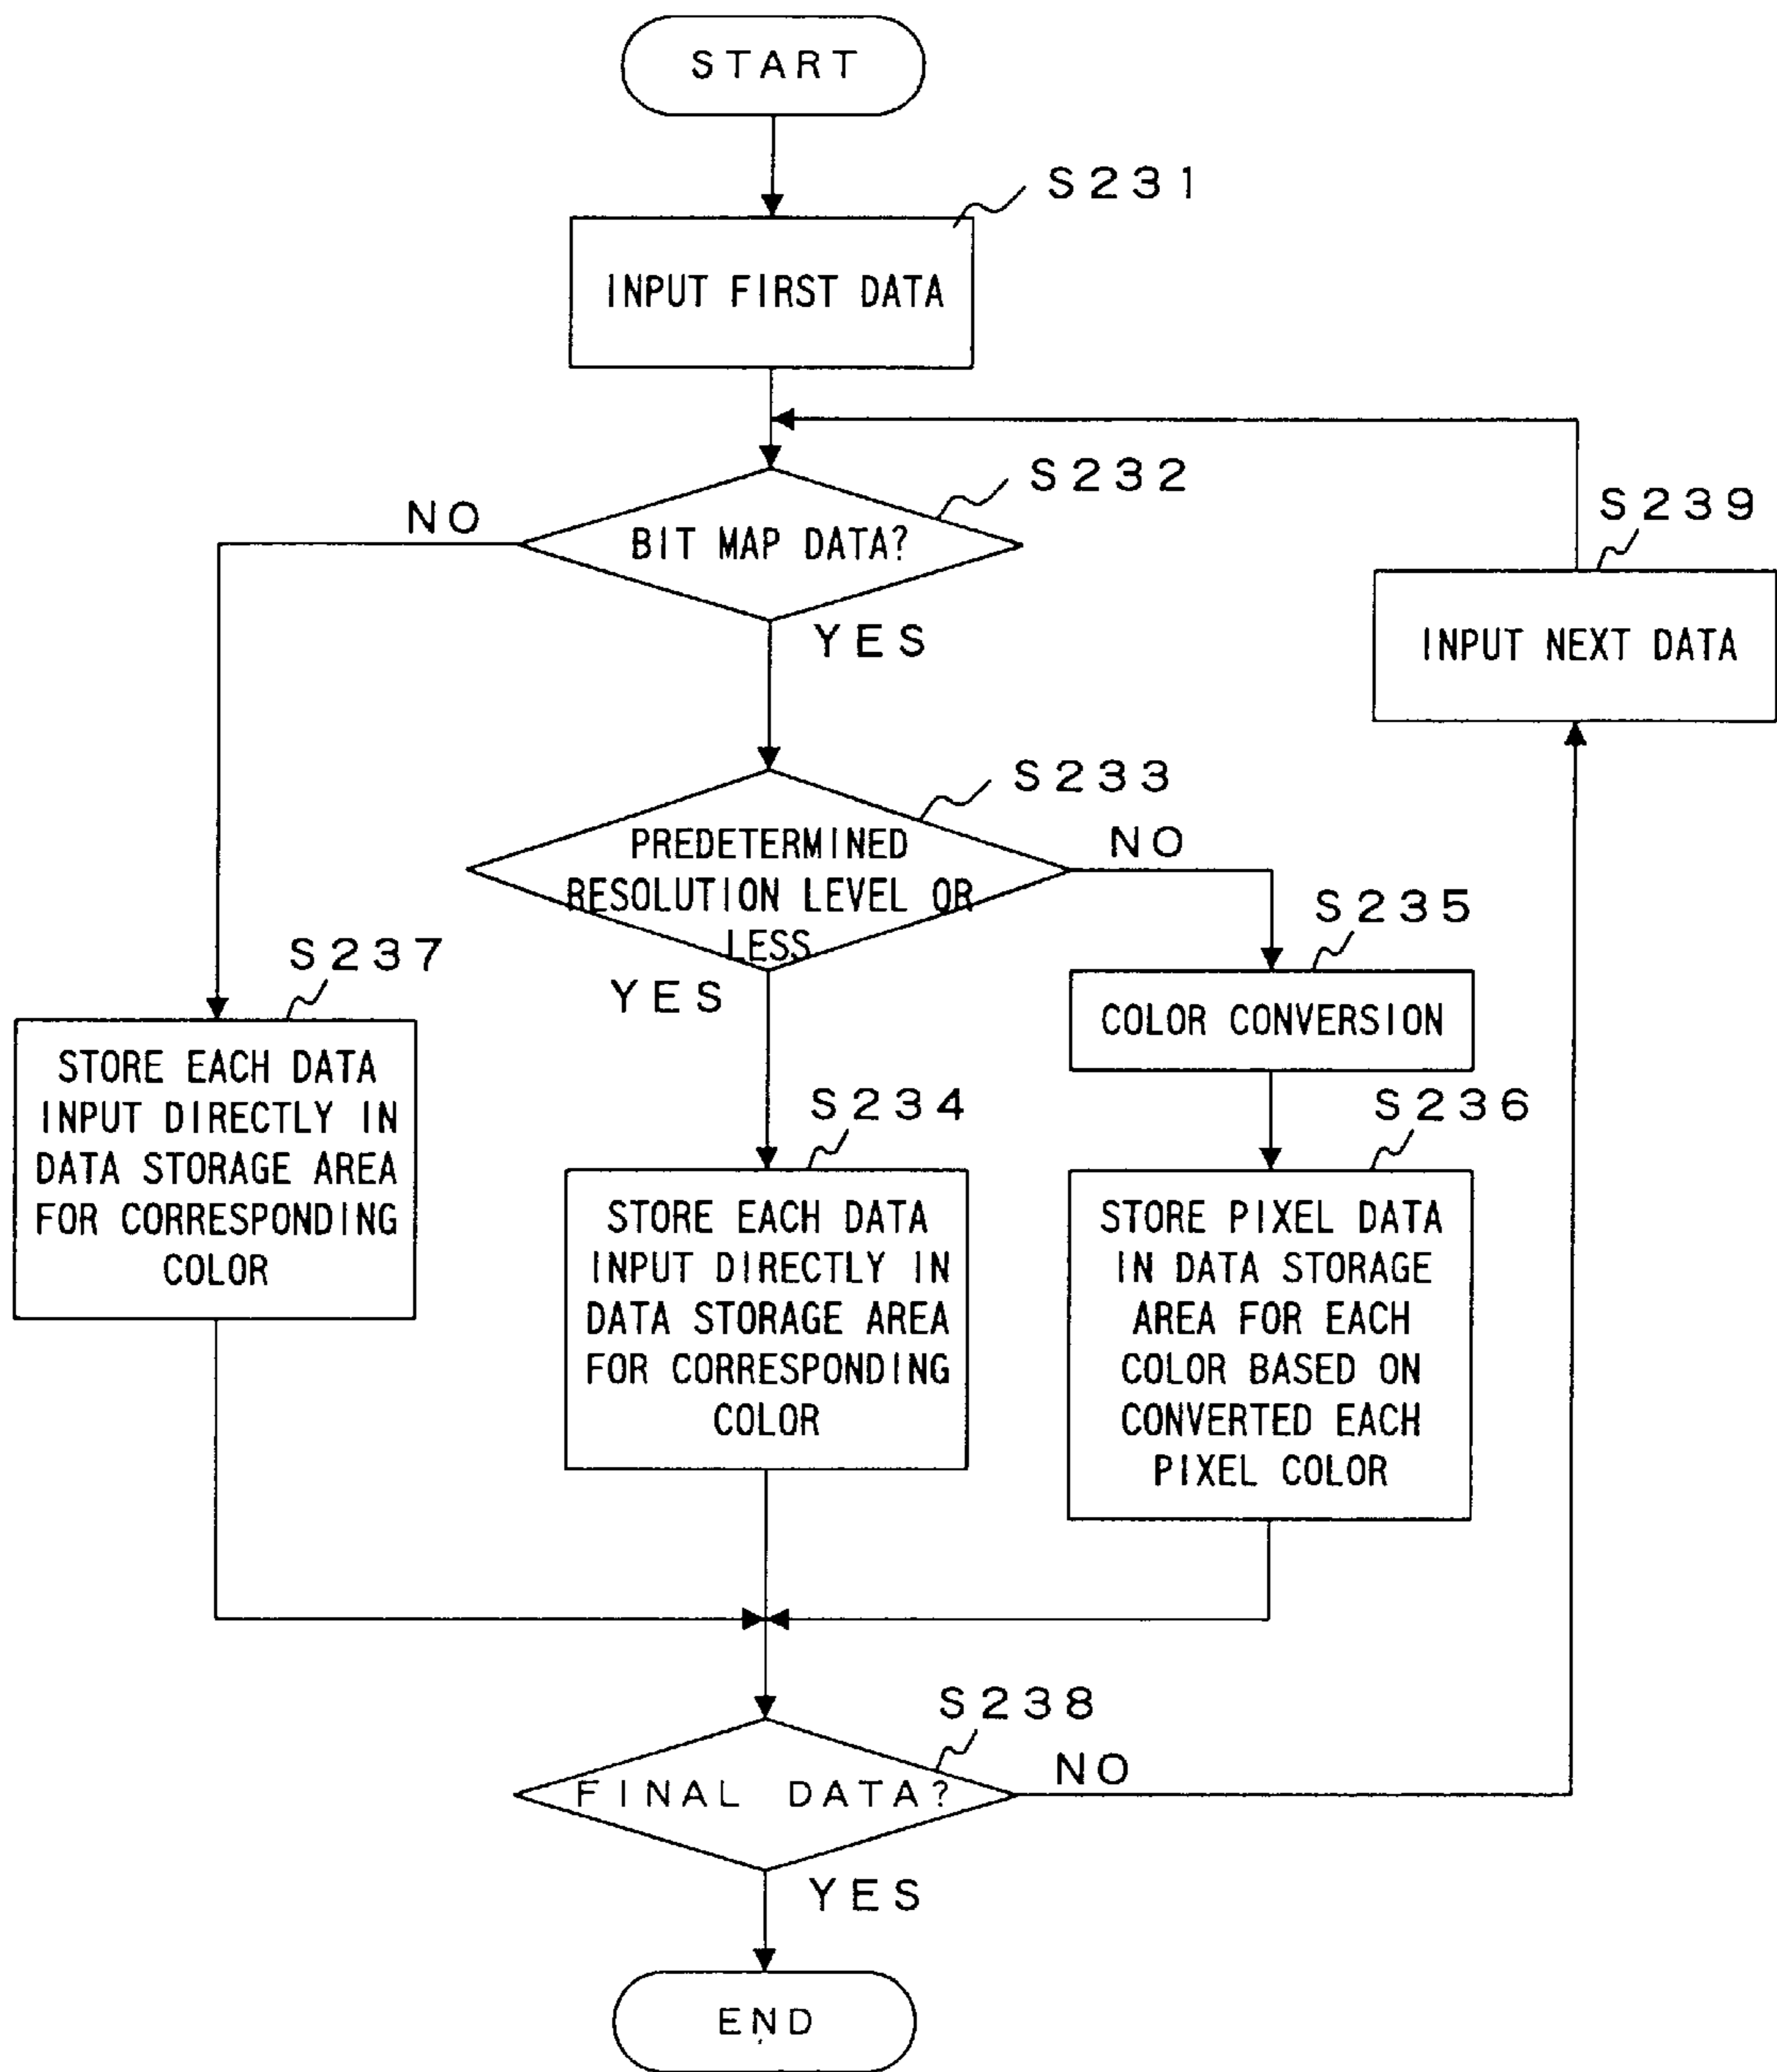 START
S231
INPUT FIRST DATA
S232
NO
BIT MAP DATA?
S239
YES
INPUT NEXT DATA
S233
PREDETERMINED
NO
RESOLUTION LEVEL OR
LESS
S235
S237
YES
COLOR CONVERSION
STORE EACH DATA
INPUT DIRECTLY IN
DATA STORAGE AREA
FOR CORRESPONDING
COLOR
S234
S236
STORE EACH DATA
INPUT DIRECTLY IN
DATA STORAGE AREA
FOR CORRESPONDING
COLOR
STORE PIXEL DATA
IN DATA STORAGE
AREA FOR EACH
COLOR BASED ON
CONVERTED EACH
PIXEL COLOR
S238
FINAL DATA?
NO
YES
END